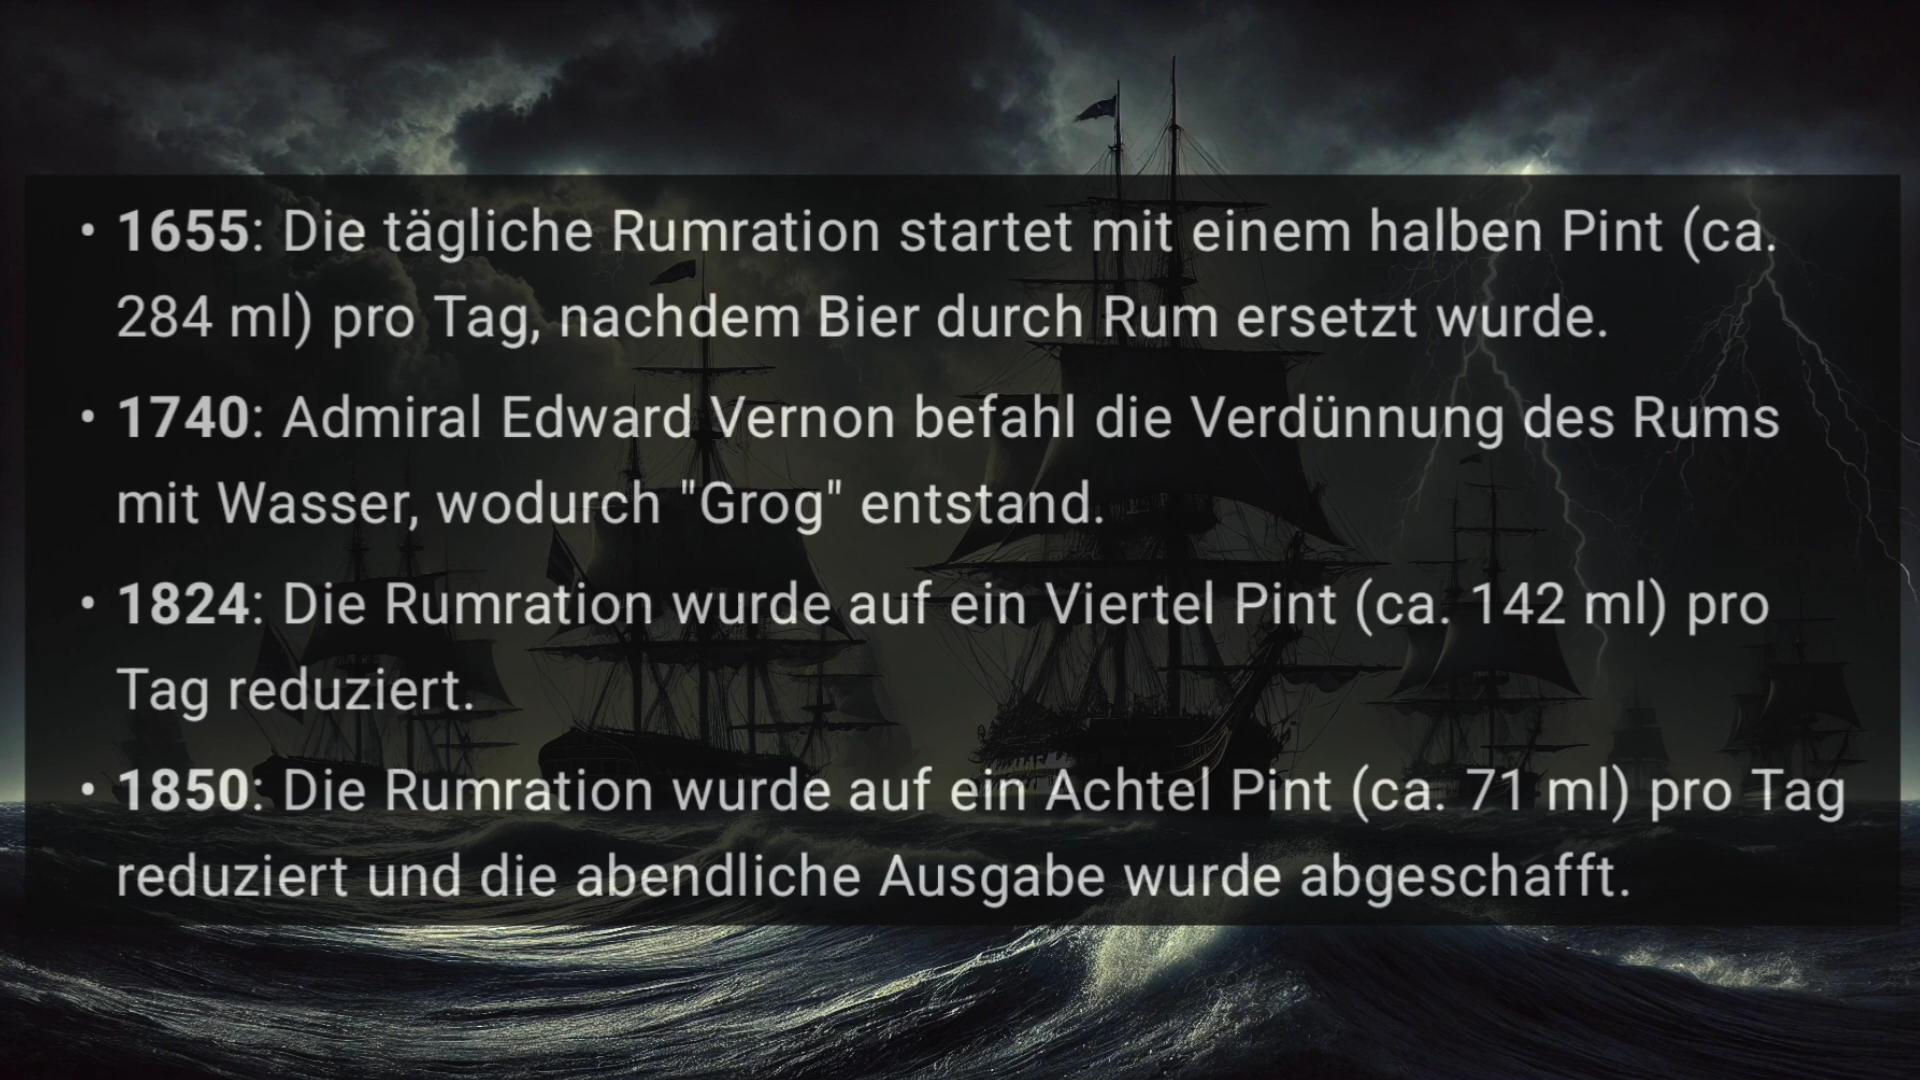 • 1655: Die tägliche Rumration startet mit einem halben Pint (ca.
284 ml) pro Tag, nachdem Bier durch Rum ersetzt wurde.
• 1740: Admiral Edward Vernon befahl die Verdünnung des Rums
mit Wasser, wodurch "Grog" entstand.
• 1824: Die Rumration wurde auf ein Viertel Pint (ca. 142 ml) pro
Tag reduziert.
• 1850: Die Rumration wurde auf ein Achtel Pint (ca. 71 ml) pro Tag
reduziert und die abendliche Ausgabe wurde abgeschafft.